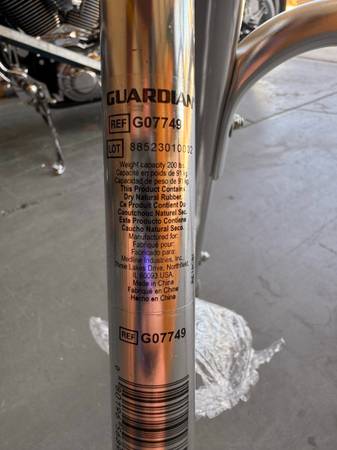 GUARDIAN
REF G07749
LOT 88523010032
Weight capacity 200 lbs.
Capacité en poids de 91 kg.
Capacidad de peso de 91 kg.
This Product Contains
Dry Natural Rubber.
Ce Produit Contient Du
Caoutchouc Naturel Sec.
Este Producto Contiene
Caucho Natural Seco.
Manufactured for:
Fabriqué pour:
Fabricado para:
Medline Industries, Inc.
Three Lakes Drive, Northfield,
IL 60093 USA.
Made in China
Fabriqué en Chine
Hecho en China
REF G07749